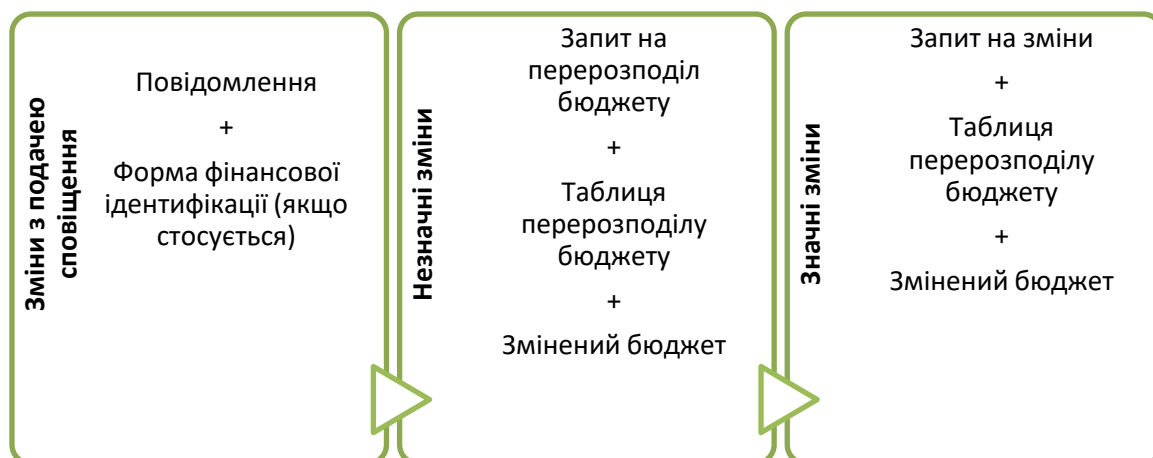 Зміни з подачею
сповіщення
Повідомлення
+
Форма фінансової
ідентифікації (якщо
стосується)
Незначні зміни
Запит на
перерозподіл
бюджету
+
Таблиця
перерозподілу
бюджету
+
Змінений бюджет
Значні зміни
Запит на зміни
+
Таблиця
перерозподілу
бюджету
+
Змінений бюджет